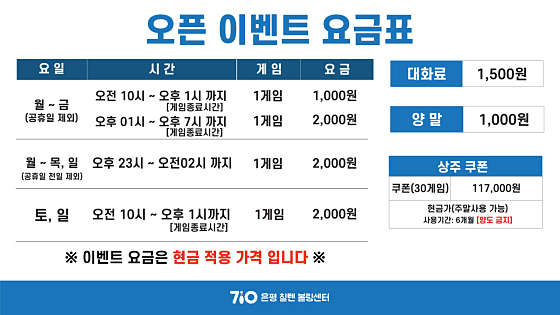 오픈 이벤트 요금표
요 일 시 간 게 임 요 금
월 ~ 금
(공휴일 제외)
오전 10시 ~ 오후 1시 까지 1게임 1,000원
[게임종료시간]
오후 01시 ~ 오후 7시 까지 1게임 2,000원
[게임종료시간]
월 ~ 목, 일 오후 23시 ~ 오전02시 까지 1게임 2,000원
(공휴일 전일 제외)
토, 일 오전 10시 ~ 오후 1시까지 1게임 2,000원
[게임종료시간]
※ 이벤트 요금은 현금 적용 가격 입니다 ※
대화료 1,500원
양 말 1,000원
상주 쿠폰
쿠폰(30게임) 117,000원
현금가(주말사용 가능)
사용기간: 6개월 [양도 금지]
710 은평 칠텐 볼링센터